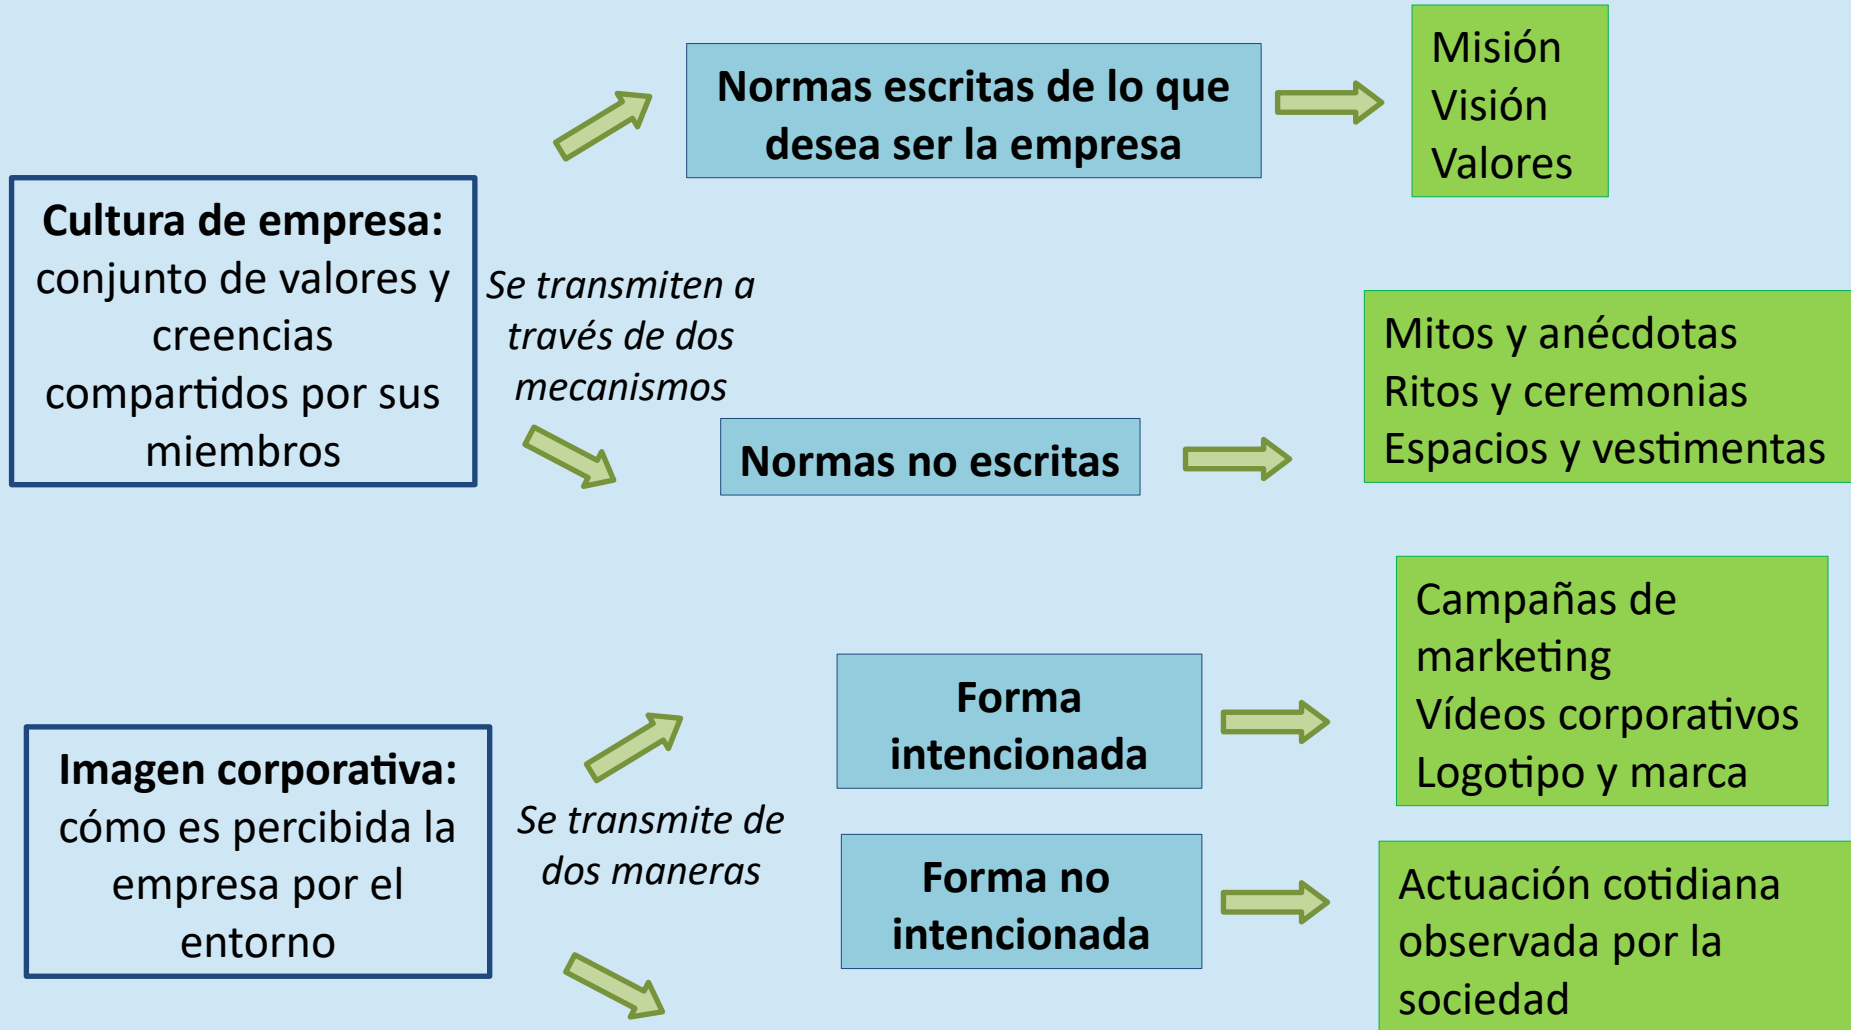 Cultura de empresa:
conjunto de valores y
creencias
compartidos por sus
miembros
Se transmiten a
través de dos
mecanismos
Normas escritas de lo que
desea ser la empresa
Misión
Visión
Valores
Normas no escritas
Mitos y anécdotas
Ritos y ceremonias
Espacios y vestimentas
Imagen corporativa:
cómo es percibida la
empresa por el
entorno
Se transmite de
dos maneras
Forma
intencionada
Campañas de
marketing
Vídeos corporativos
Logotipo y marca
Forma no
intencionada
Actuación cotidiana
observada por la
sociedad